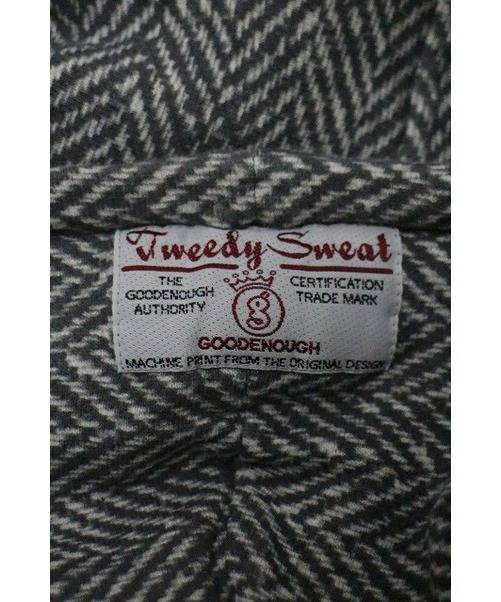 Tweedy Sweat
THE
GOODENOUGH
AUTHORITY
g
CERTIFICATION
TRADE MARK
GOODENOUGH
MACHINE PRINT FROM THE ORIGINAL DESIGN